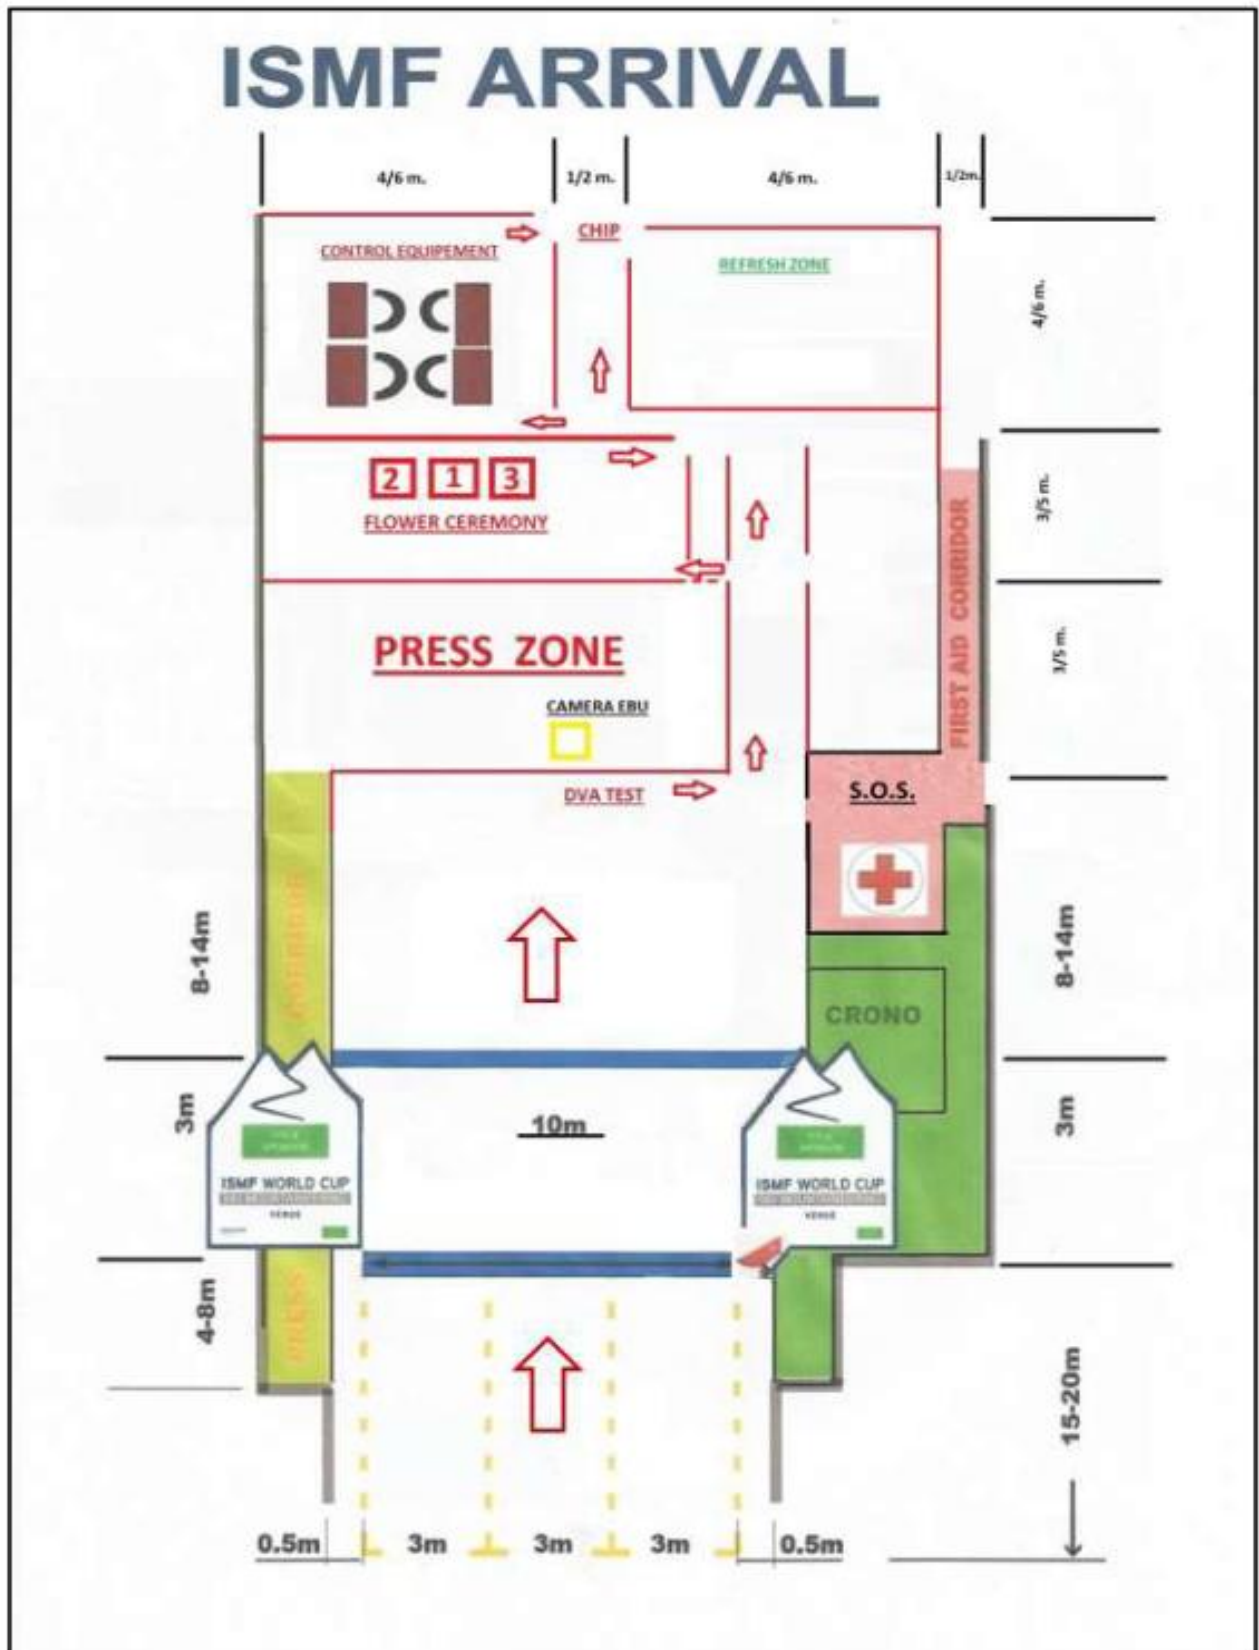 ISMF ARRIVAL
4/6 m.
1/2 m.
4/6 m.
1/2m.
CHIP
CONTROL EQUIPEMENT
REFRESH ZONE
4/6 m.
2 1 3
FLOWER CEREMONY
3/5 m.
FIRST AID CORRIDOR
PRESS ZONE
3/5 m.
CAMERA EBU
DVA TEST
S.O.S.
CORRIDOR
8-14m
8-14m
CRONO
3m
10m
3m
ISMF WORLD CUP
VERGE
ISMF WORLD CUP
VERGE
PRESS
4-8m
15-20m
0.5m
3m
3m
3m
0.5m